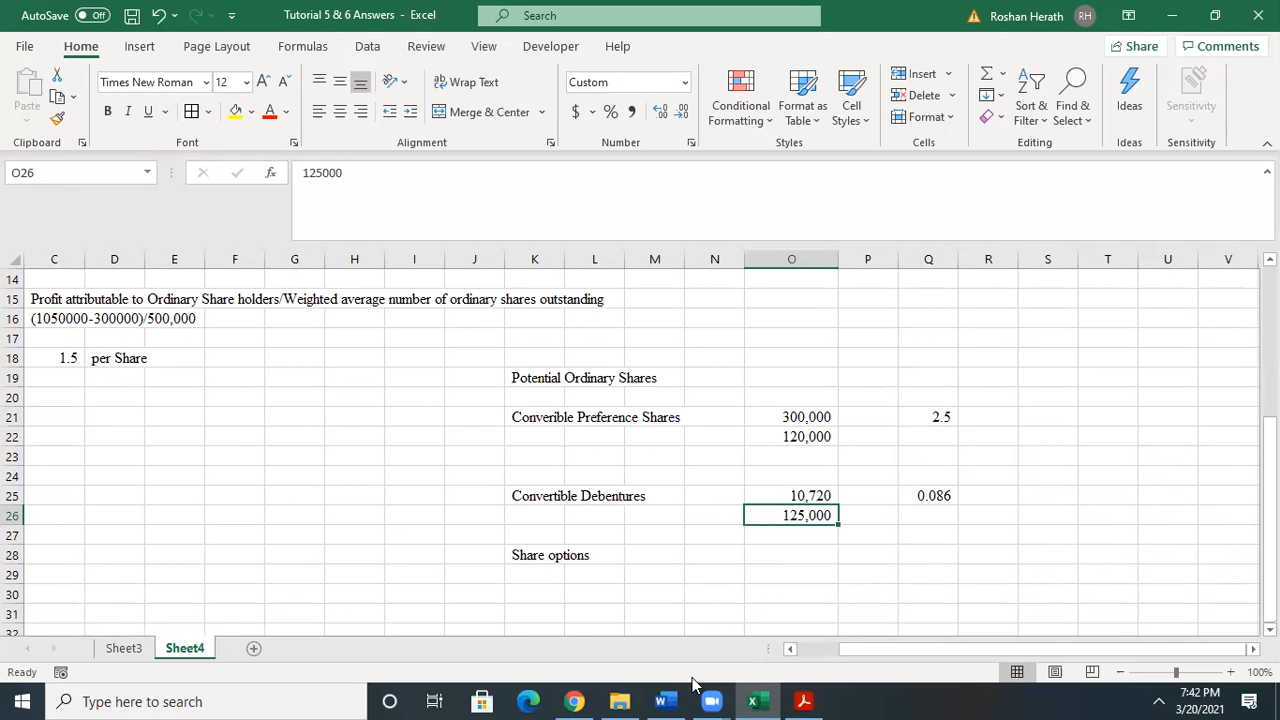 AutoSave Off
Tutorial 5 & 6 Answers - Excel
Search
Roshan Herath RH
File Home Insert Page Layout Formulas Data Review View Developer Help
Share Comments
Paste
Times New Roman 12
B I U
Wrap Text
Merge & Center
Custom
$ %
Conditional Formatting
Format as Table
Cell Styles
Insert
Delete
Format
Sort & Filter
Find & Select
Ideas
Sensitivity
Clipboard Font Alignment Number Styles Cells Editing Ideas Sensitivity
O26 fx 125000
C D E F G H I J K L M N O P Q R S T U V
14
15 Profit attributable to Ordinary Share holders/Weighted average number of ordinary shares outstanding
16 (1050000-300000)/500,000
17
18 1.5 per Share
19 Potential Ordinary Shares
20
21 Converible Preference Shares 300,000 2.5
22 120,000
23
24
25 Convertible Debentures 10,720 0.086
26 125,000
27
28 Share options
29
30
31
32
Sheet3 Sheet4
Ready 100%
Type here to search
7:42 PM
3/20/2021